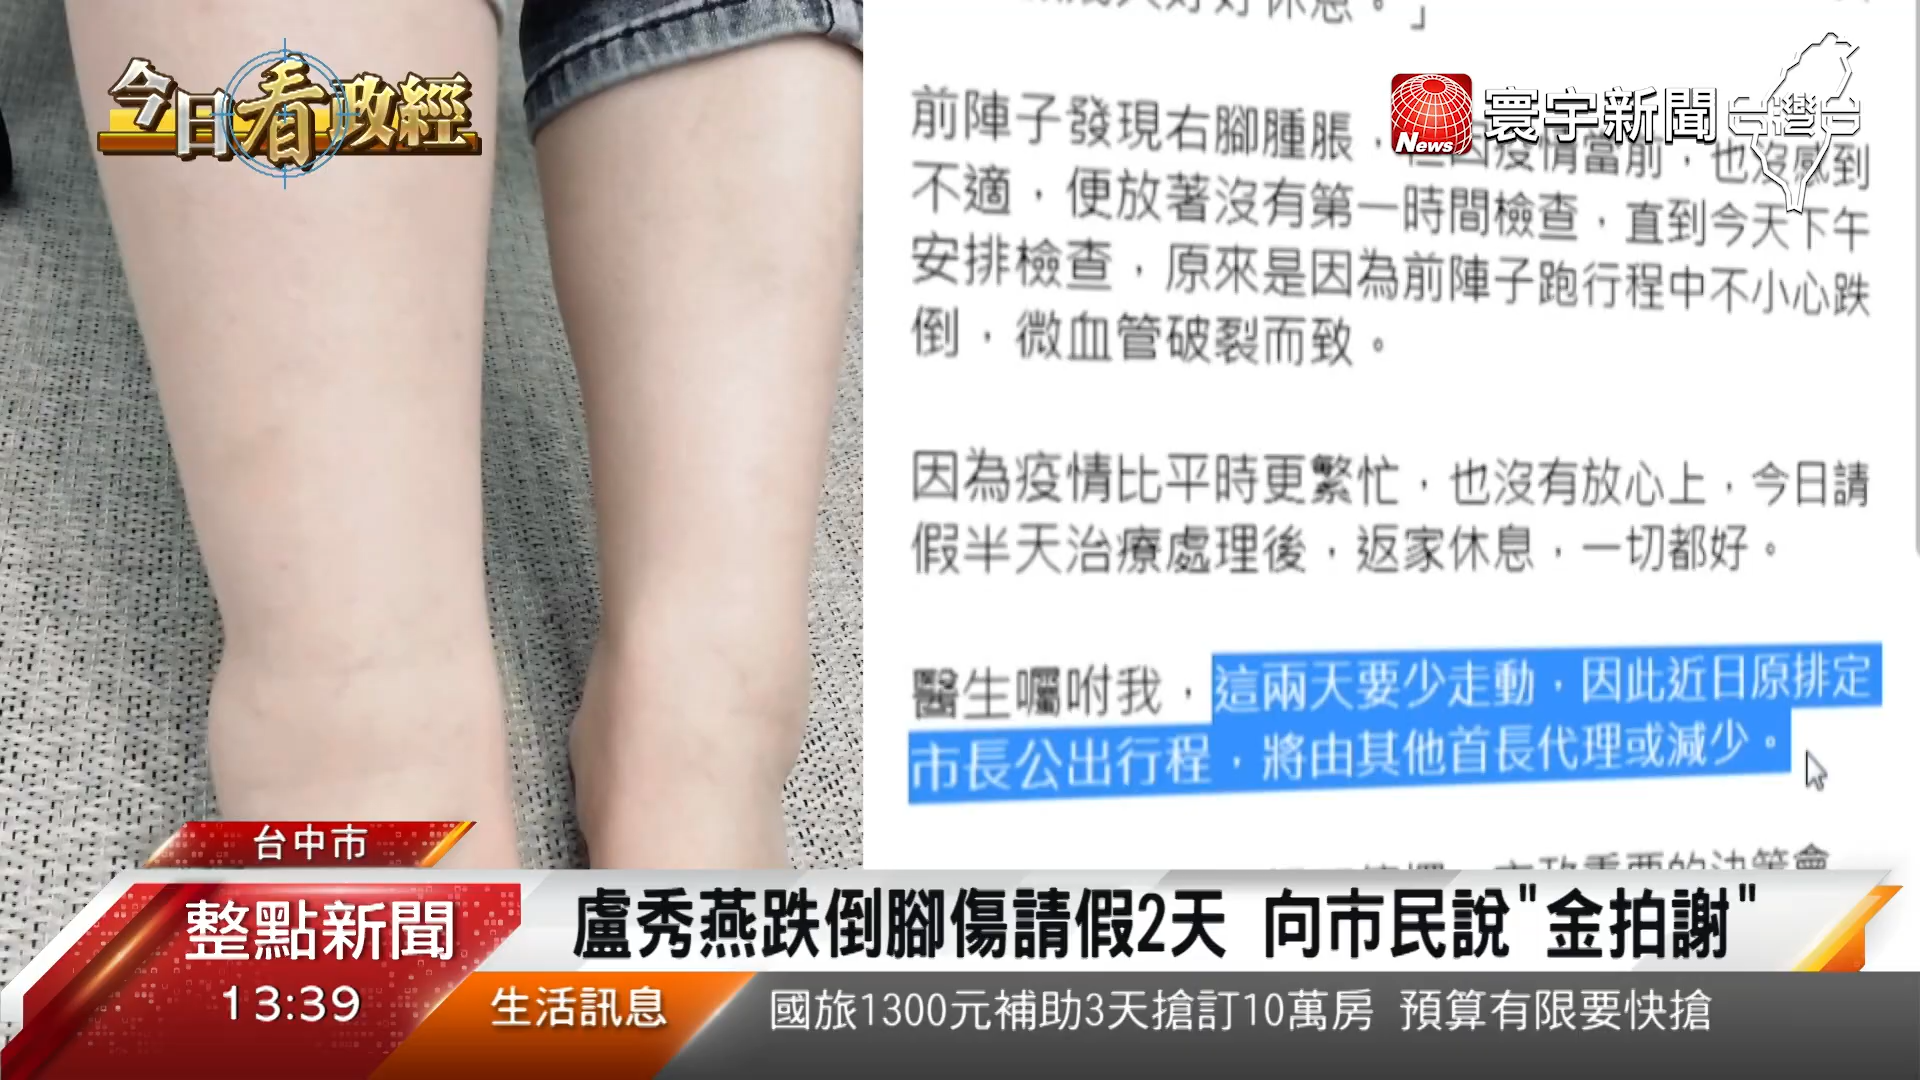 今日看政經
News
寰宇新聞
台灣台
前陣子發現右腳腫脹，但因疫情當前，也沒感到
不適，便放著沒有第一時間檢查，直到今天下午
安排檢查，原來是因為前陣子跑行程中不小心跌
倒，微血管破裂而致。
因為疫情比平時更繁忙，也沒有放心上，今日請
假半天治療處理後，返家休息，一切都好。
醫生囑咐我，這兩天要少走動，因此近日原排定
市長公出行程，將由其他首長代理或減少。
台中市
整點新聞
盧秀燕跌倒腳傷請假2天 向市民說"金拍謝"
13:39
生活訊息
國旅1300元補助3天搶訂10萬房 預算有限要快搶